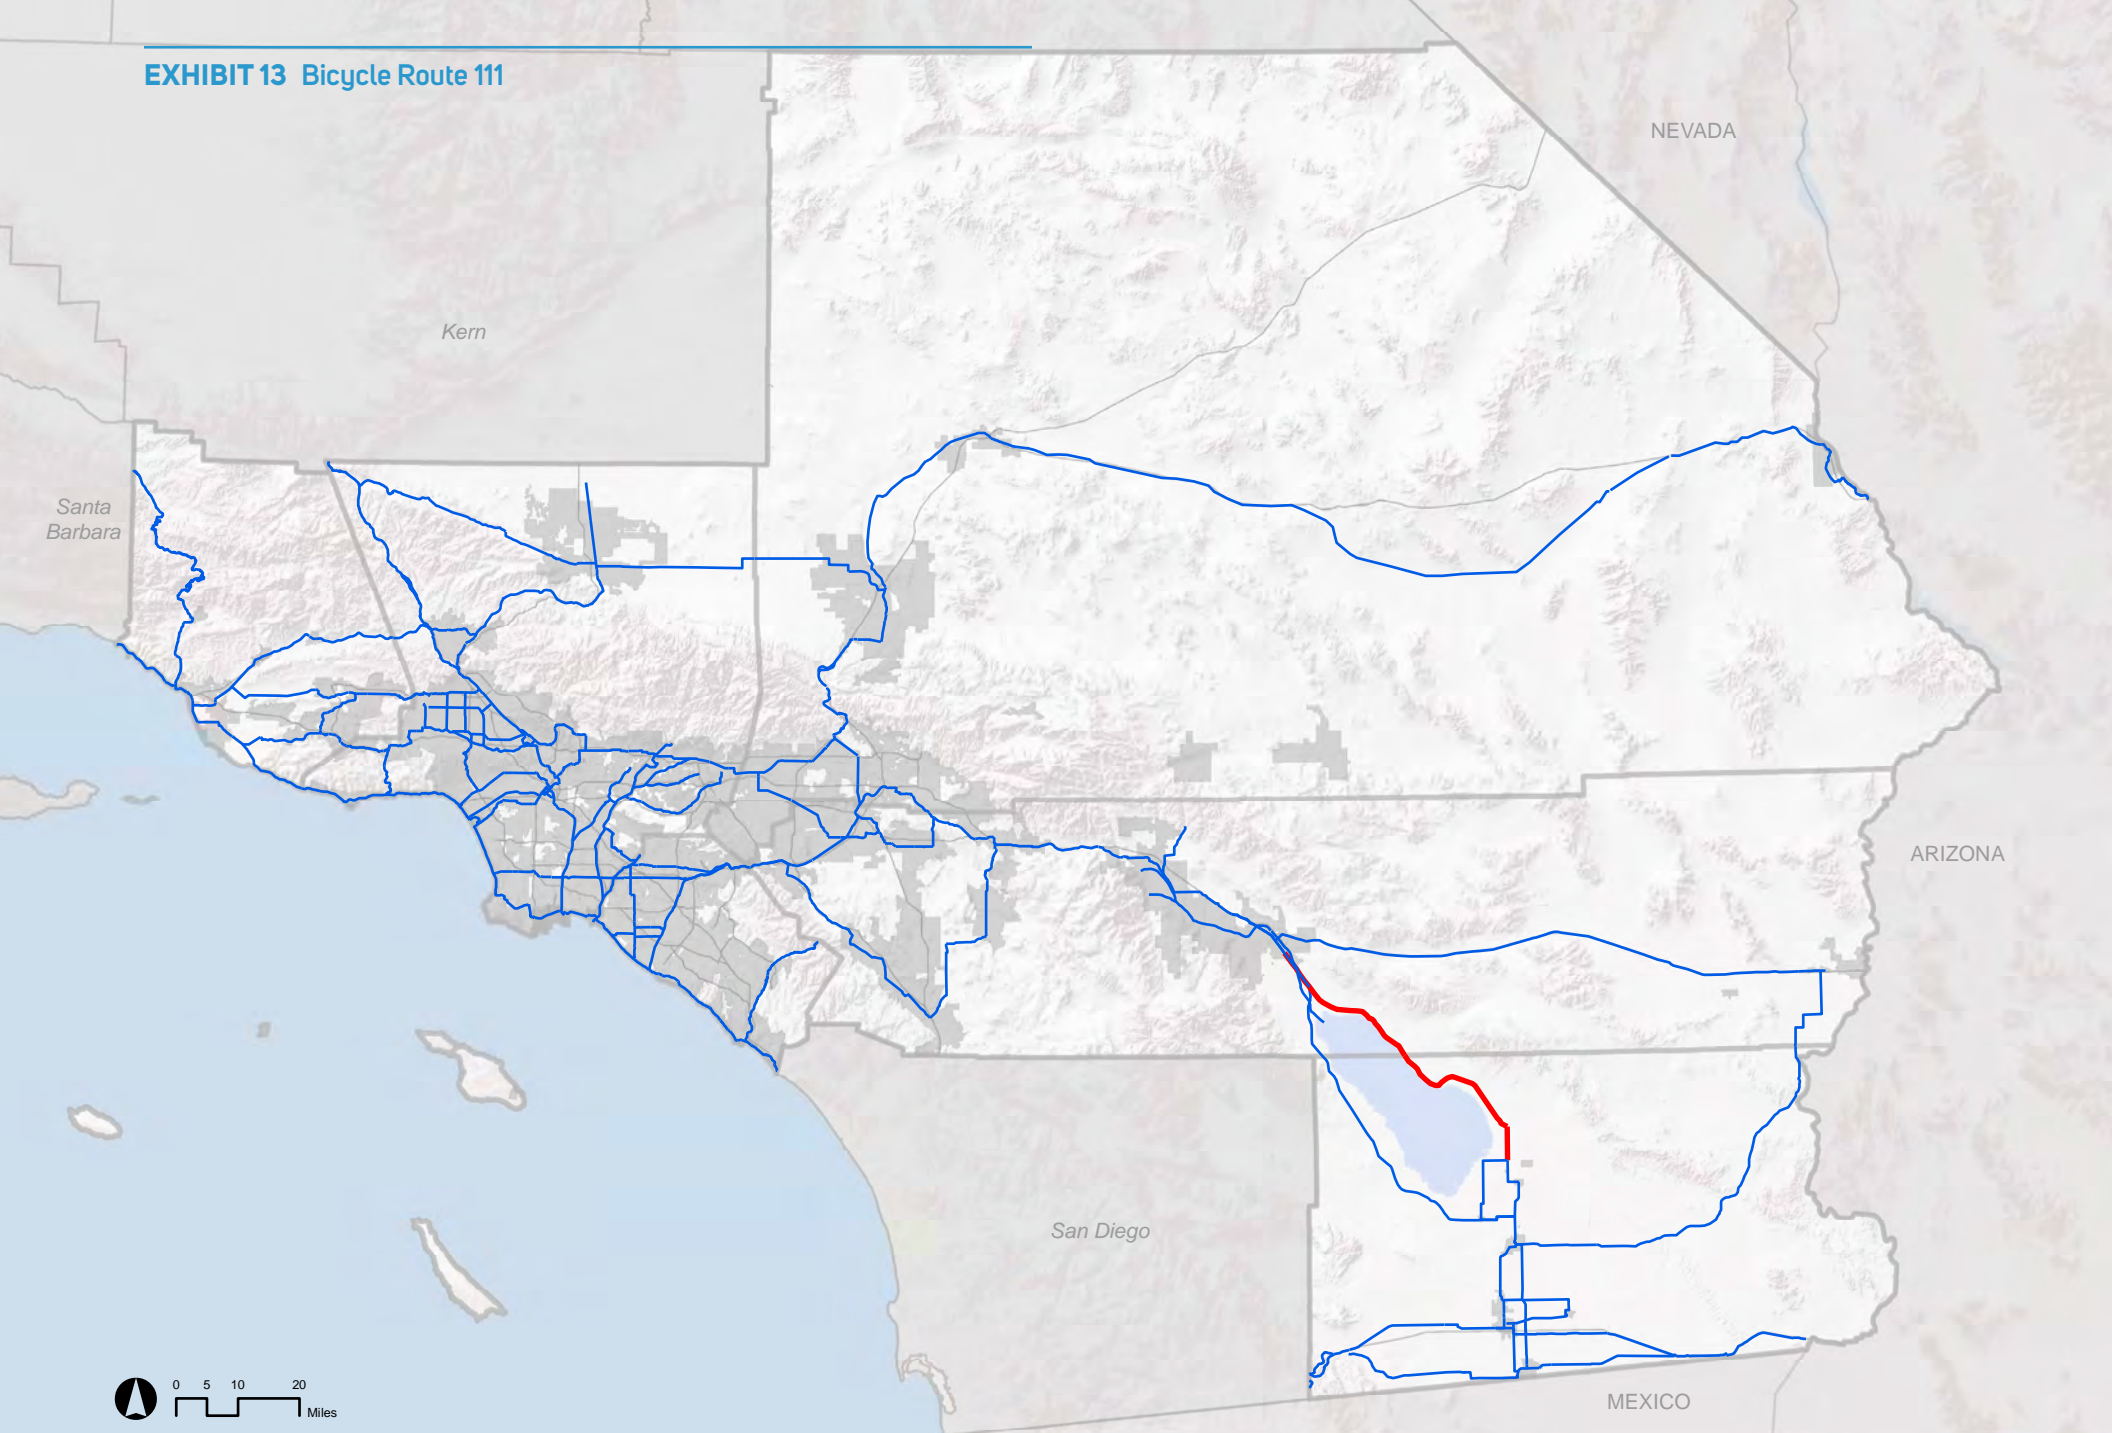 EXHIBIT 13 Bicycle Route 111
NEVADA
Kern
Santa
Barbara
ARIZONA
San Diego
MEXICO
0 5 10 20
Miles